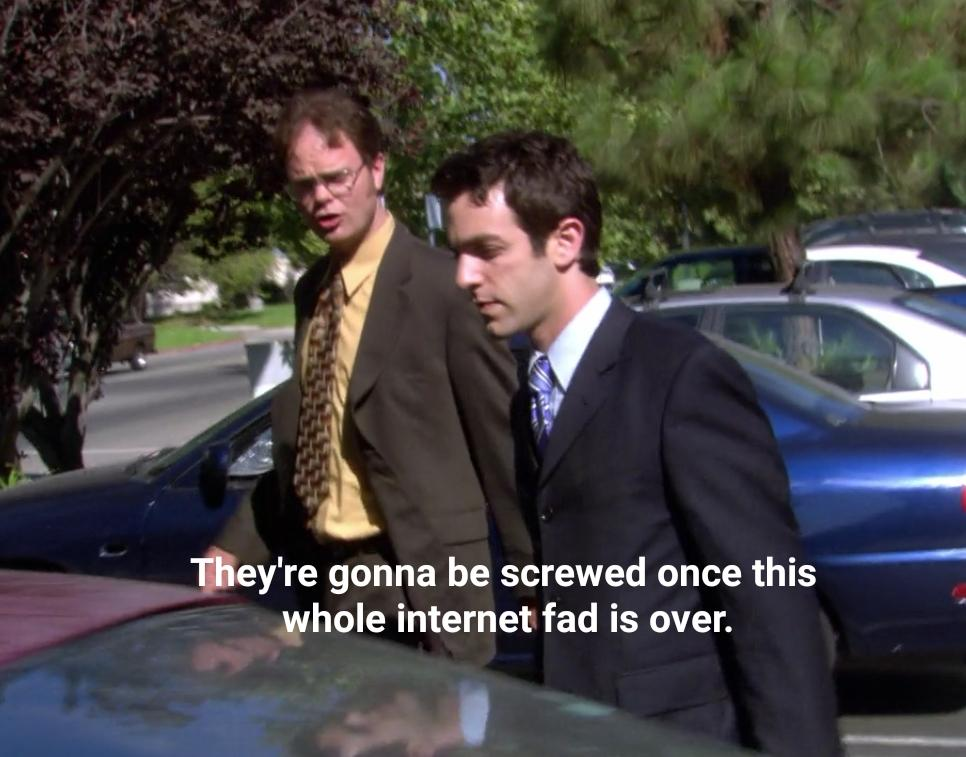 They're gonna be screwed once this
whole internet fad is over.